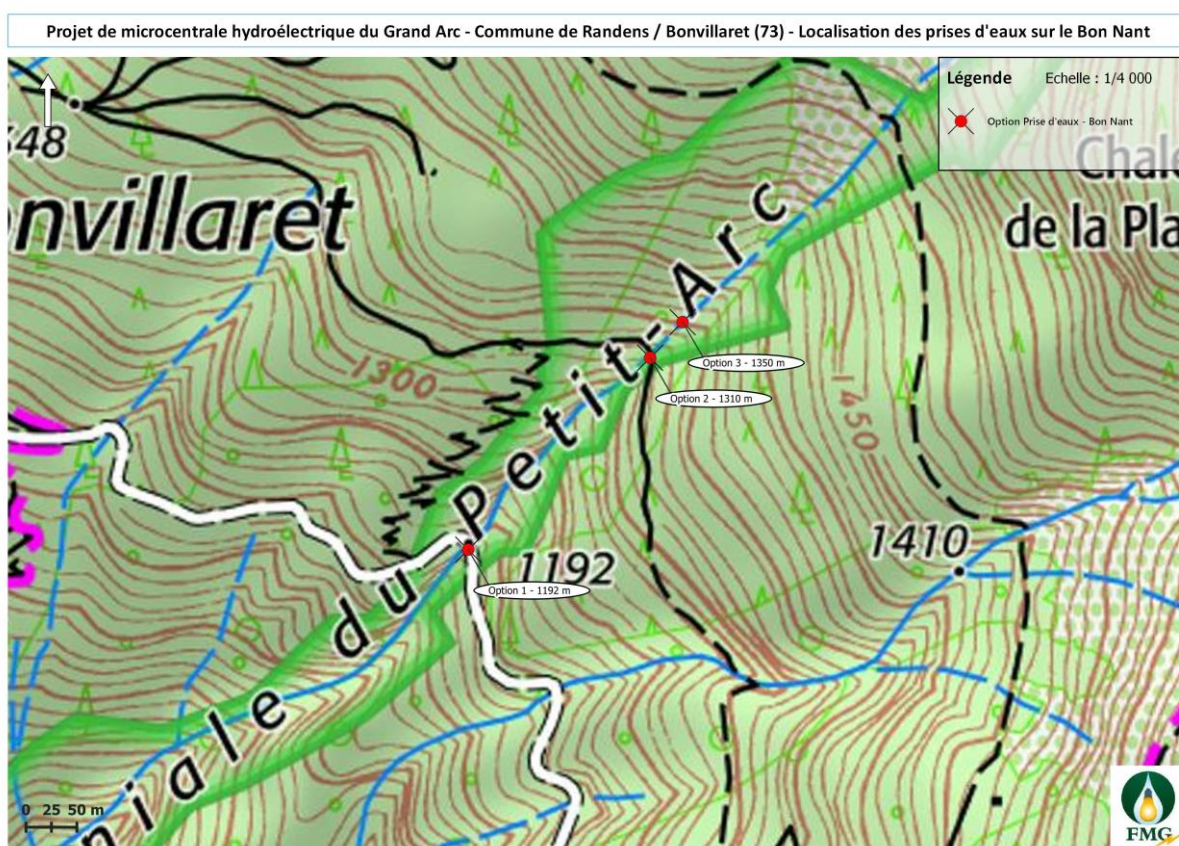 Projet de microcentrale hydroélectrique du Grand Arc - Commune de Randens / Bonvillaret (73) - Localisation des prises d'eaux sur le Bon Nant
Légende Echelle : 1/4 000
Option Prise d'eaux - Bon Nant
648
Chale
nvillaret
de la Pla
Petit-Arc
Option 3 - 1350 m
1300
Option 2 - 1310 m
1450
1410
1192
Option 1 - 1192 m
du
niale
0 25 50 m
FMG